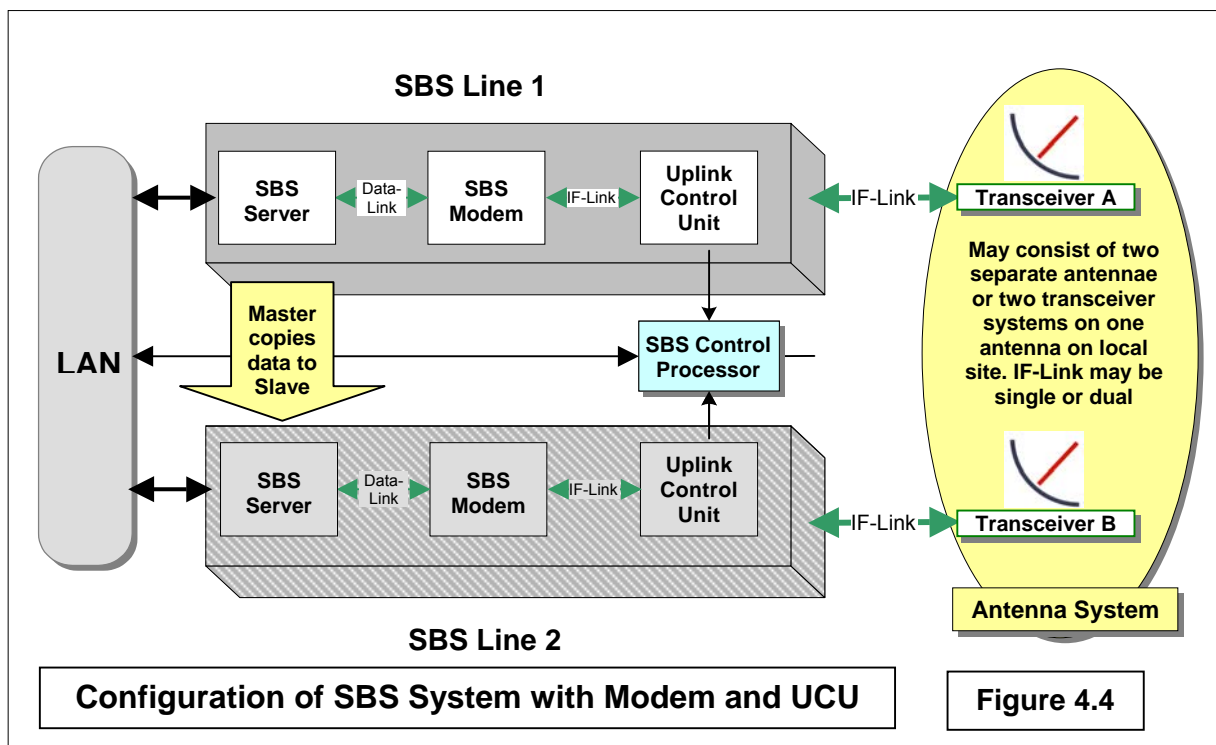 SBS Line 1
LAN
SBS
Server
Data-
Link
SBS
Modem
IF-Link
Uplink
Control
Unit
IF-Link
Transceiver A
May consist of two
separate antennae
or two transceiver
systems on one
antenna on local
site. IF-Link may be
single or dual
Master
copies
data to
Slave
SBS Control
Processor
SBS
Server
Data-
Link
SBS
Modem
IF-Link
Uplink
Control
Unit
IF-Link
Transceiver B
Antenna System
SBS Line 2
Configuration of SBS System with Modem and UCU
Figure 4.4